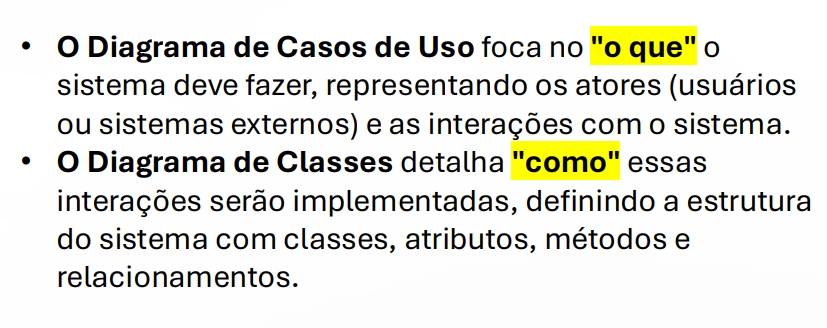 • O Diagrama de Casos de Uso foca no "o que" o
sistema deve fazer, representando os atores (usuários
ou sistemas externos) e as interações com o sistema.
• O Diagrama de Classes detalha "como" essas
interações serão implementadas, definindo a estrutura
do sistema com classes, atributos, métodos e
relacionamentos.